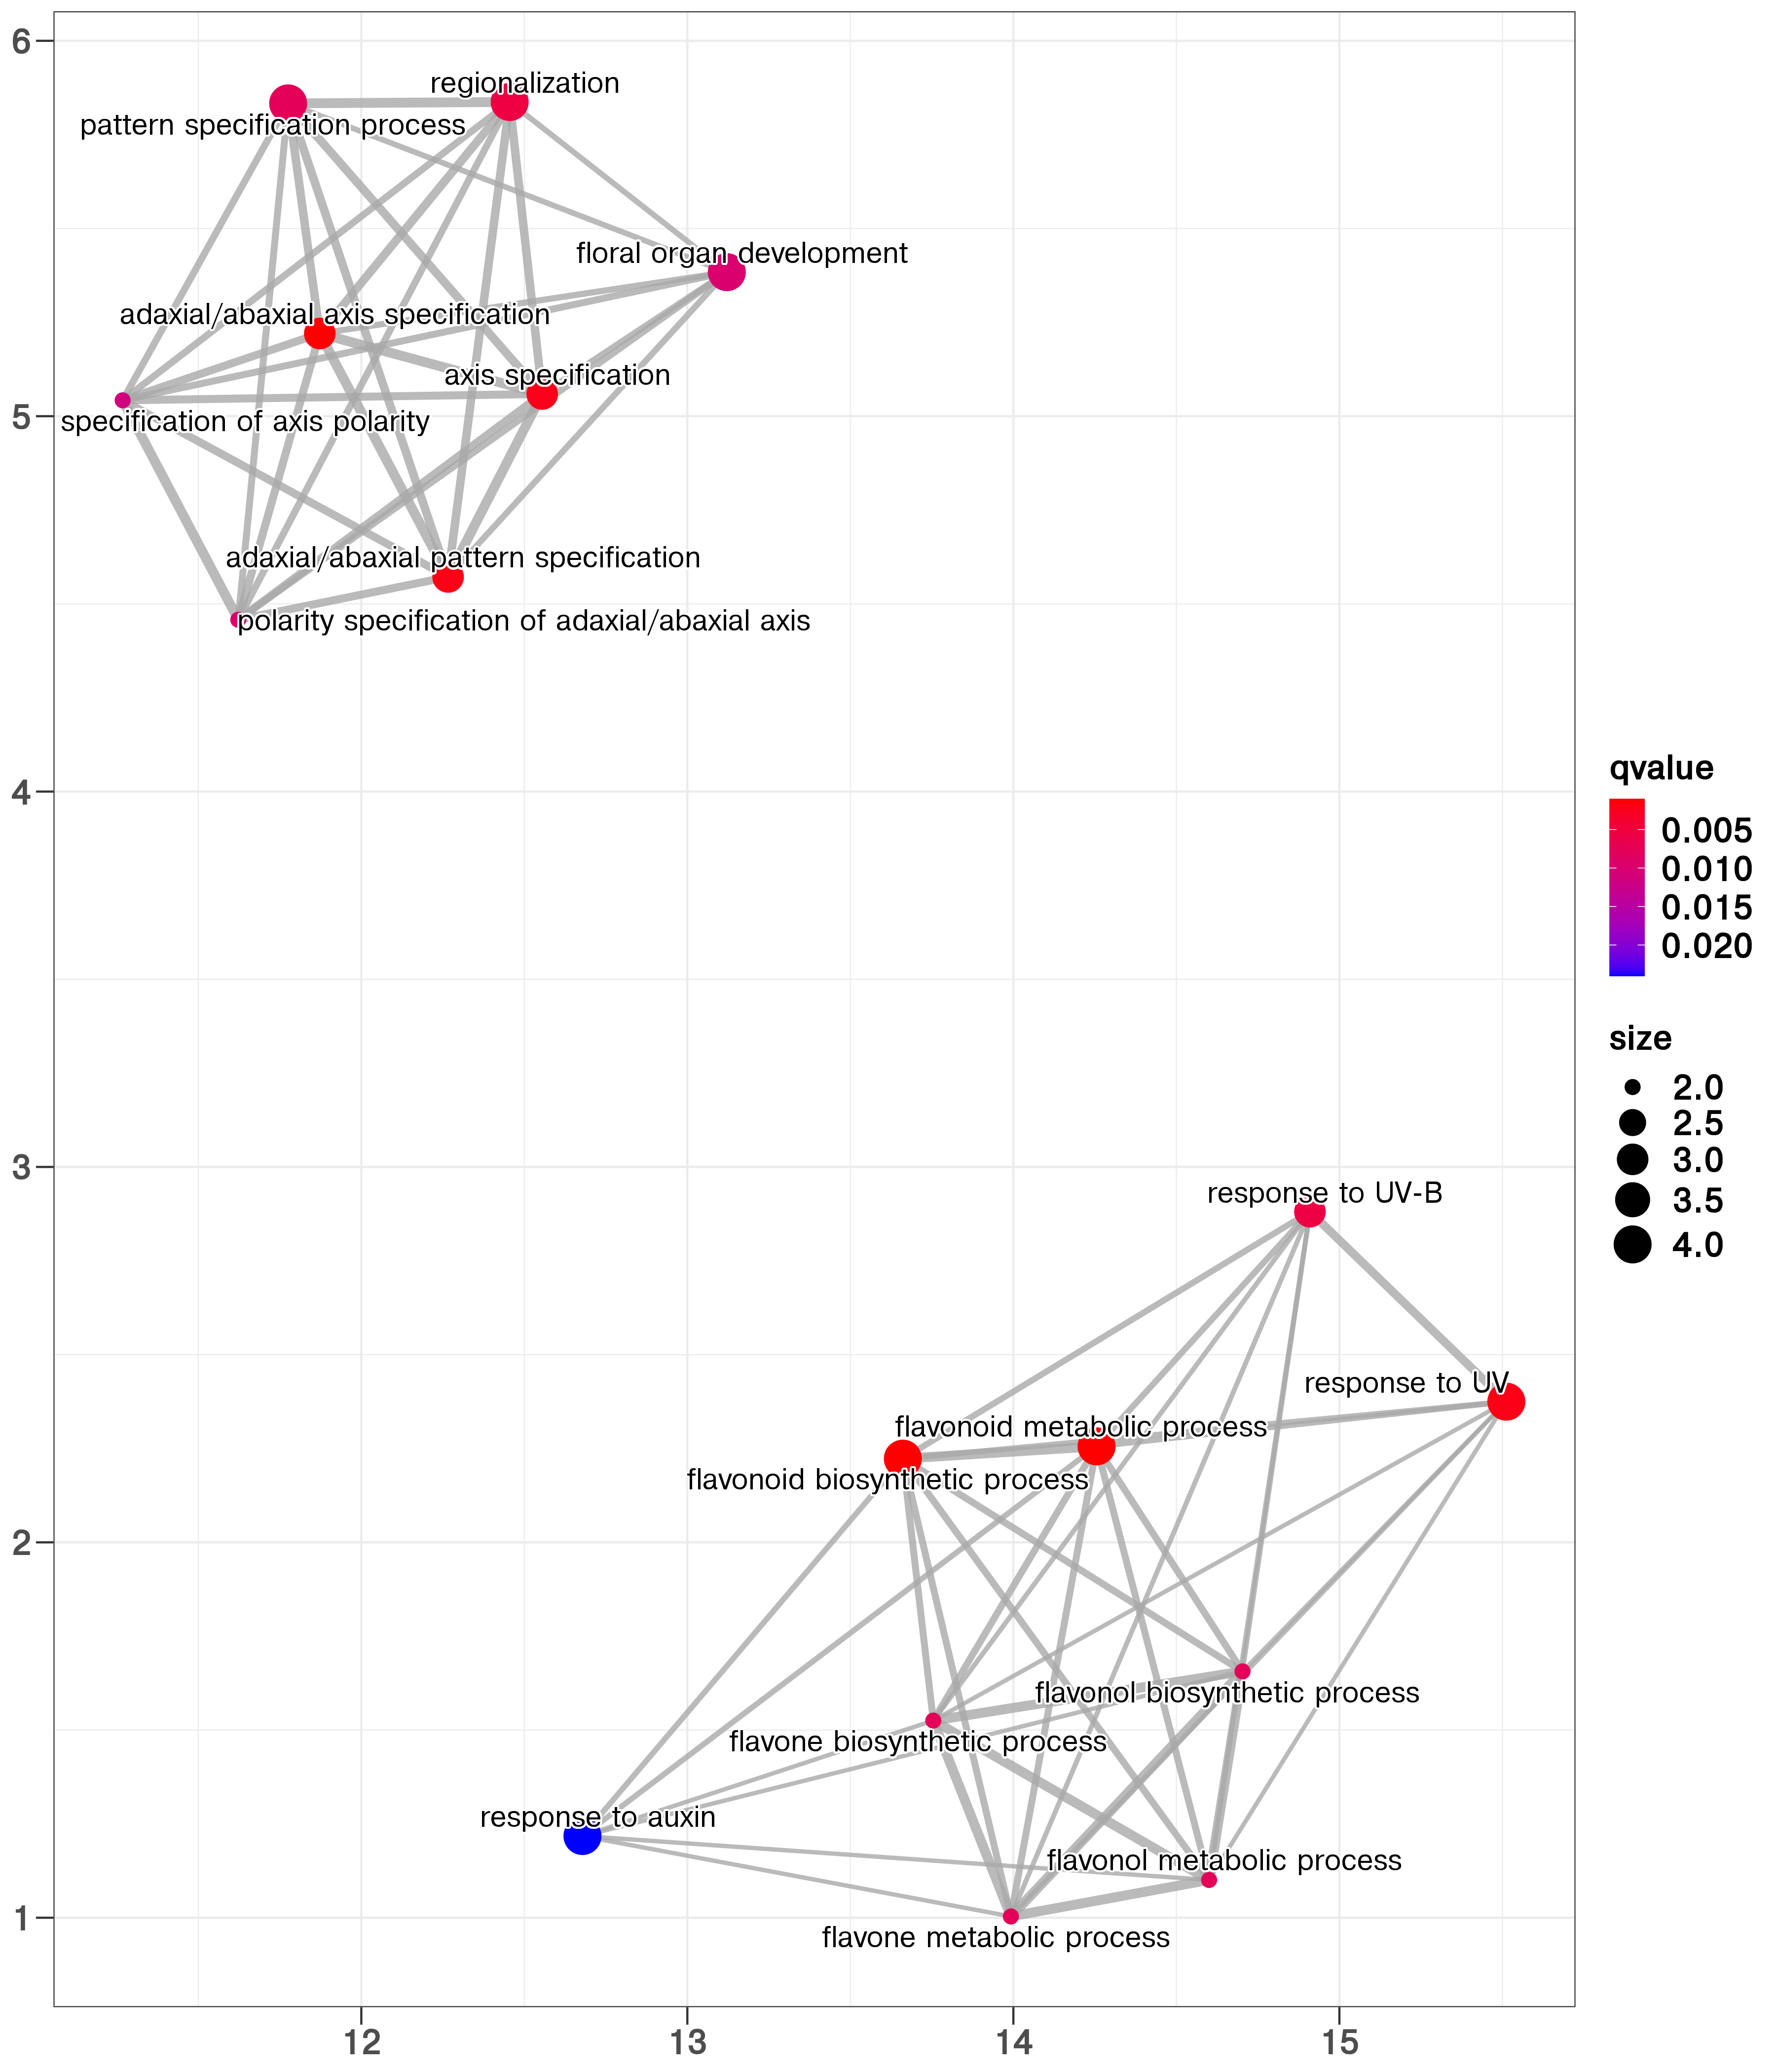 6
regionalization
pattern specification process
floral organ development
adaxial/abaxial axis specification
axis specification
5
specification of axis polarity
adaxial/abaxial pattern specification
polarity specification of adaxial/abaxial axis
4
3
response to UV-B
response to UV
flavonoid metabolic process
flavonoid biosynthetic process
2
flavonol biosynthetic process
flavone biosynthetic process
response to auxin
flavonol metabolic process
1
flavone metabolic process
12
13
14
15
qvalue
0.005
0.010
0.015
0.020
size
2.0
2.5
3.0
3.5
4.0